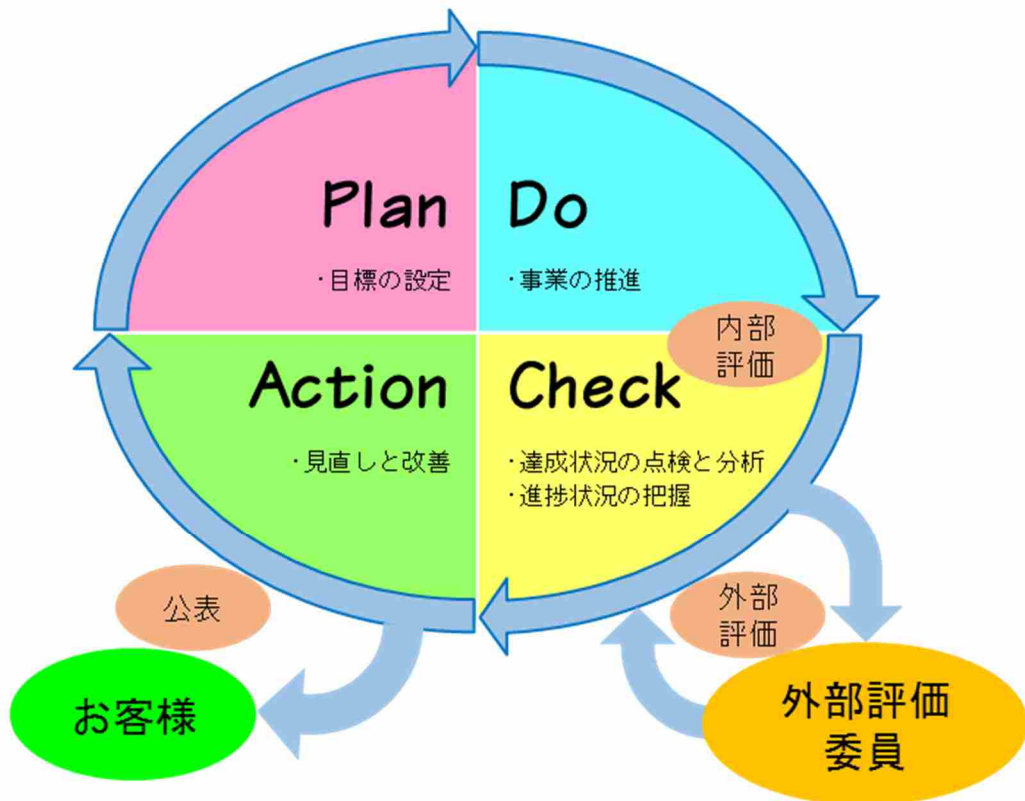 Plan
・目標の設定
Do
・事業の推進
内部
評価
Action
・見直しと改善
Check
・達成状況の点検と分析
・進捗状況の把握
公表
お客様
外部
評価
外部評価
委員